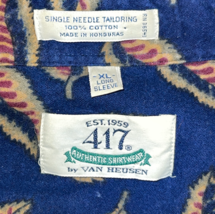 SINGLE NEEDLE TAILORING
100% COTTON
MADE IN HONDURAS
XL
LONG
SLEEVE
EST. 1959
417®
AUTHENTIC SHIRTWEAR
by VAN HEUSEN